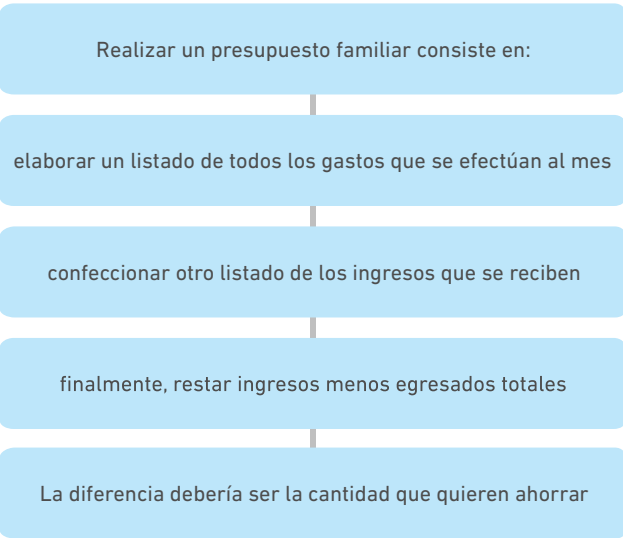 Realizar un presupuesto familiar consiste en:
elaborar un listado de todos los gastos que se efectúan al mes
confeccionar otro listado de los ingresos que se reciben
finalmente, restar ingresos menos egresados totales
La diferencia debería ser la cantidad que quieren ahorrar